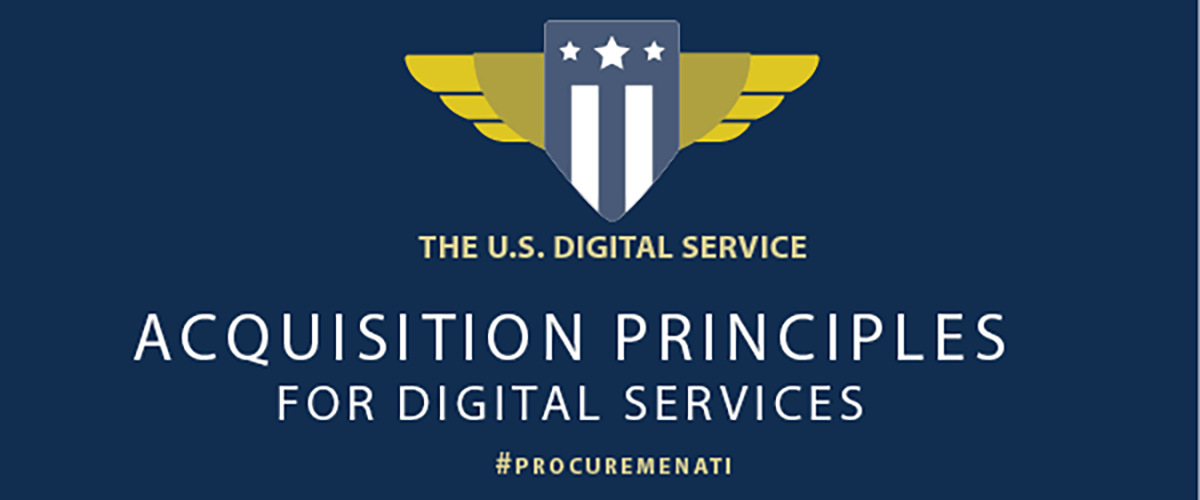 THE U.S. DIGITAL SERVICE
ACQUISITION PRINCIPLES
FOR DIGITAL SERVICES
#PROCUREMENATI